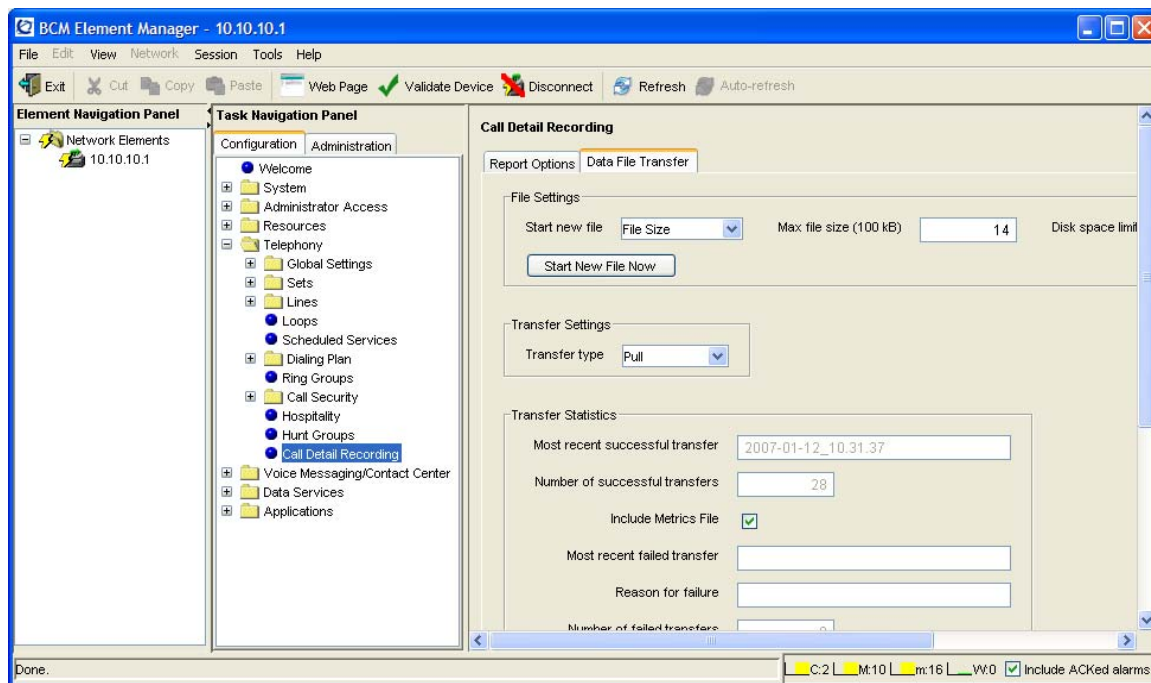 BCM Element Manager - 10.10.10.1
File Edit View Network Session Tools Help
Exit Cut Copy Paste Web Page Validate Device Disconnect Refresh Auto-refresh
Element Navigation Panel
Network Elements
10.10.10.1
Task Navigation Panel
Configuration Administration
Welcome
System
Administrator Access
Resources
Telephony
Global Settings
Sets
Lines
Loops
Scheduled Services
Dialing Plan
Ring Groups
Call Security
Hospitality
Hunt Groups
Call Detail Recording
Voice Messaging/Contact Center
Data Services
Applications
Call Detail Recording
Report Options Data File Transfer
File Settings
Start new file File Size Max file size (100 kB) 14 Disk space limit
Start New File Now
Transfer Settings
Transfer type Pull
Transfer Statistics
Most recent successful transfer 2007-01-12_10.31.37
Number of successful transfers 28
Include Metrics File
Most recent failed transfer
Reason for failure
Number of failed transfers 0
Done.
C:2 M:10 m:16 W:0 Include ACKed alarms